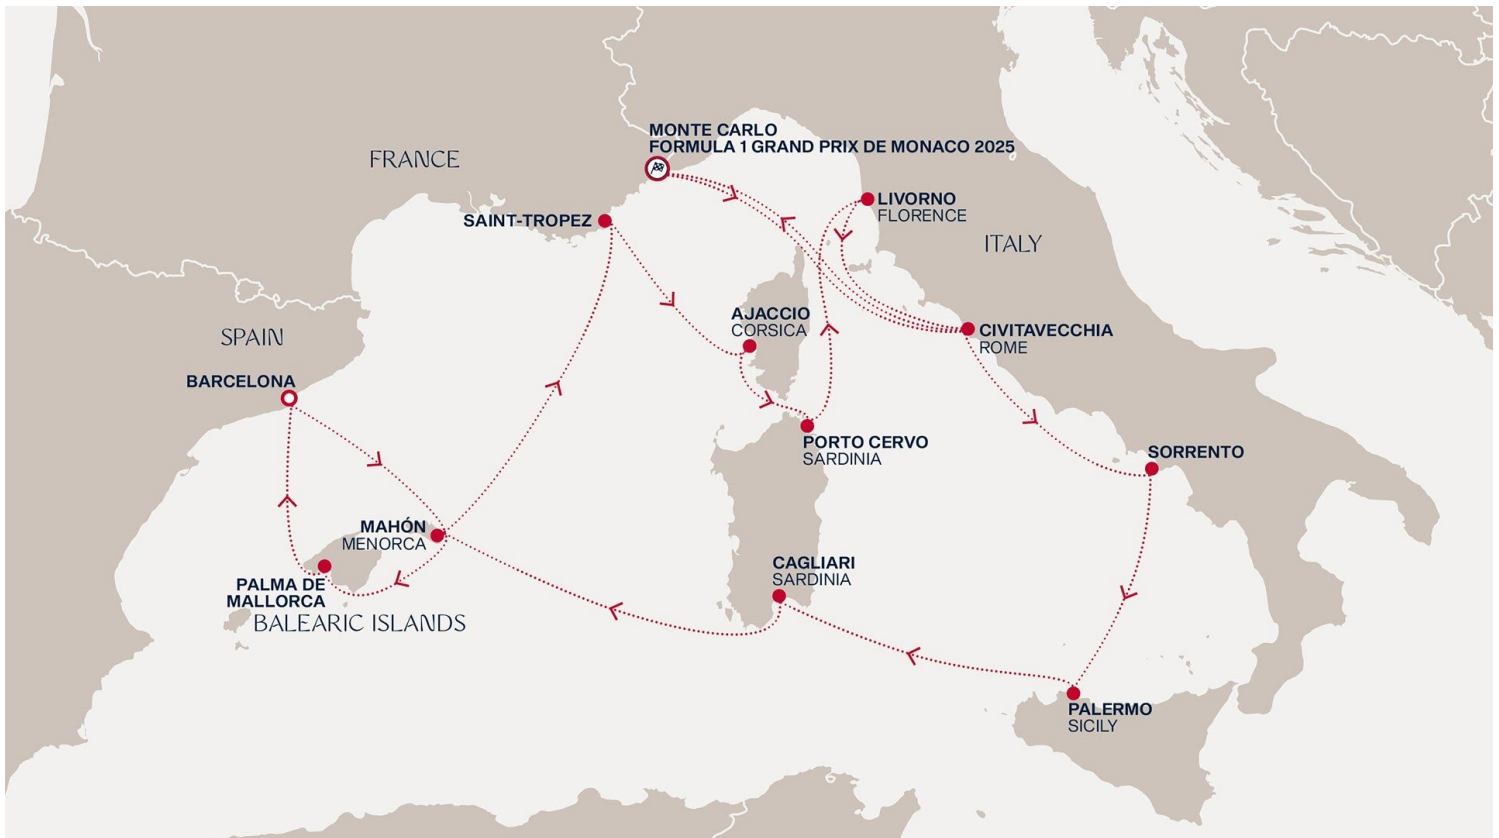 MONTE CARLO
FORMULA 1 GRAND PRIX DE MONACO 2025
FRANCE
LIVORNO
FLORENCE
SAINT-TROPEZ
ITALY
AJACCIO
CORSICA
SPAIN
CIVITAVECCHIA
ROME
BARCELONA
PORTO CERVO
SARDINIA
SORRENTO
MAHÓN
MENORCA
CAGLIARI
SARDINIA
PALMA DE
MALLORCA
BALEARIC ISLANDS
PALERMO
SICILY